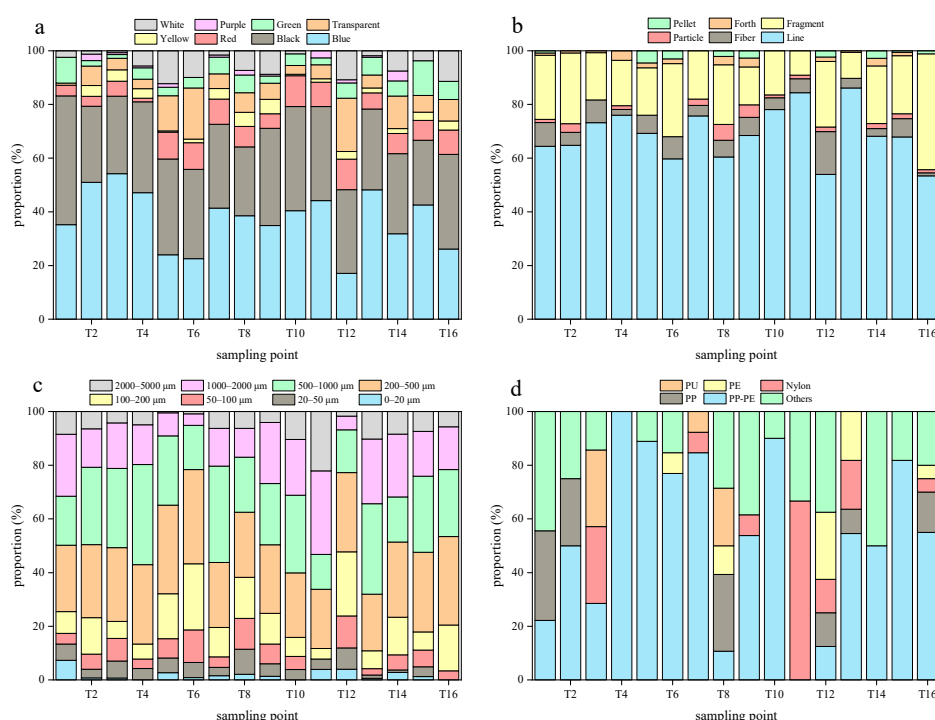 a
White Purple Green Transparent
Yellow Red Black Blue
100
80
60
40
20
0
proportion (%)
T2 T4 T6 T8 T10 T12 T14 T16
sampling point
b
Pellet Forth Fragment
Particle Fiber Line
100
80
60
40
20
0
proportion (%)
T2 T4 T6 T8 T10 T12 T14 T16
sampling point
c
2000–5000 μm 1000–2000 μm 500–1000 μm 200–500 μm
100–200 μm 50–100 μm 20–50 μm 0–20 μm
100
80
60
40
20
0
proportion (%)
T2 T4 T6 T8 T10 T12 T14 T16
sampling point
d
PU PE Nylon
PP PP-PE Others
100
80
60
40
20
0
proportion (%)
T2 T4 T6 T8 T10 T12 T14 T16
sampling point